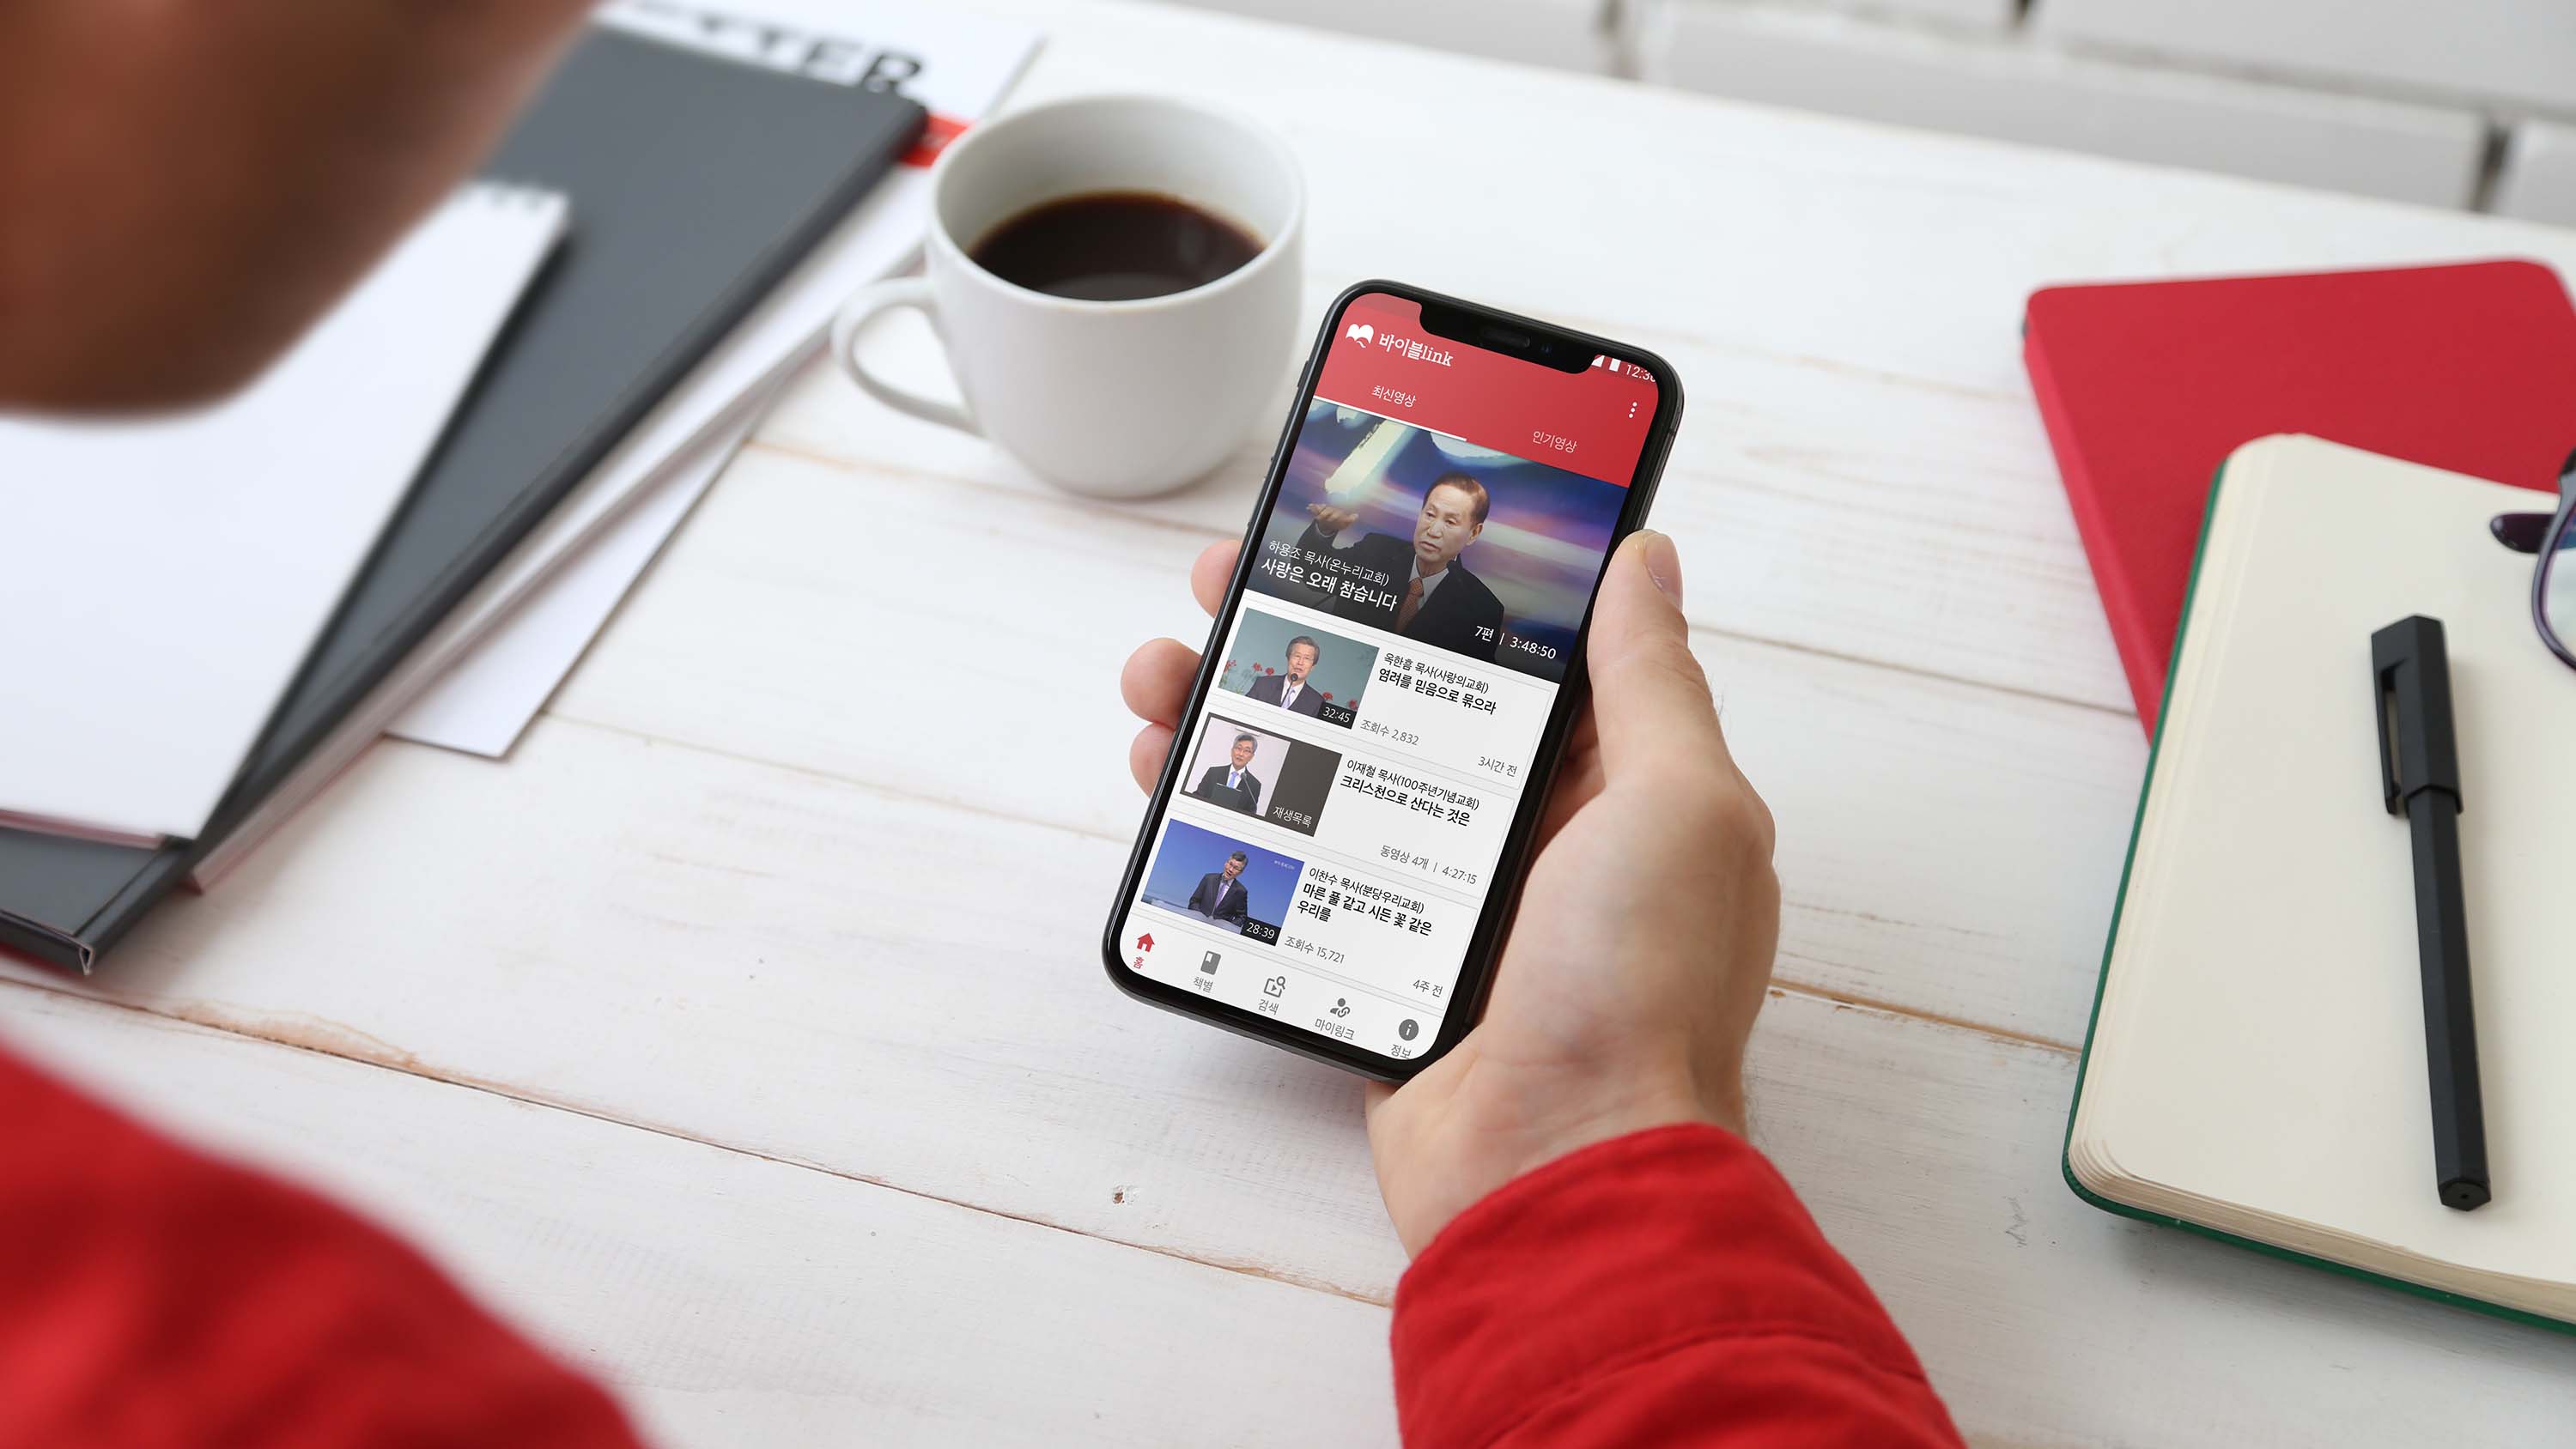 TTER
바이블link
12:30
최신영상
인기영상
하용조 목사(온누리교회)
사랑은 오래 참습니다
7편 | 3:48:50
옥한흠 목사(사랑의교회)
염려를 믿음으로 묶으라
32:45
조회수 2,832
3시간 전
이재철 목사(100주년기념교회)
크리스천으로 산다는 것은
재생목록
동영상 4개 | 4:27:15
이찬수 목사(분당우리교회)
마른 풀 같고 시든 꽃 같은
우리를
28:39
조회수 15,721
4주 전
홈
책별
검색
마이링크
정보